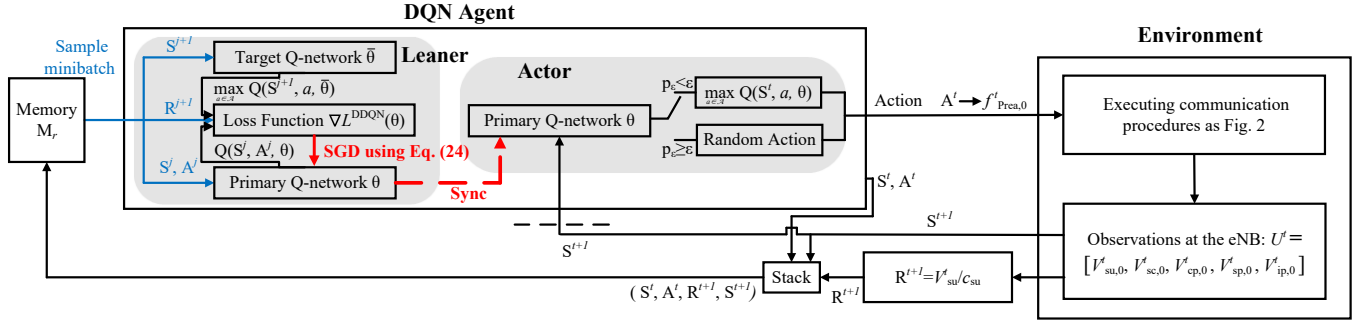 DQN Agent
Environment
Leaner
Actor
Sample
minibatch
S^{j+1}
R^{j+1}
S^j, A^j
Memory
M_r
Target Q-network θ̄
max_{a∈𝒜} Q(S^{j+1}, a, θ̄)
Loss Function ∇L^{DDQN}(θ)
Q(S^j, A^j, θ)
SGD using Eq. (24)
Primary Q-network θ
Sync
Primary Q-network θ
p_ε<ε
p_ε≥ε
max_{a∈𝒜} Q(S^t, a, θ)
Random Action
Action A^t → f^t_{Prea,0}
Executing communication
procedures as Fig. 2
S^t, A^t
S^{t+1}
S^{t+1}
Observations at the eNB: U^t =
[V^t_{su,0}, V^t_{sc,0}, V^t_{cp,0}, V^t_{sp,0}, V^t_{ip,0}]
Stack
R^{t+1}
R^{t+1}=V^t_{su}/c_{su}
( S^t, A^t, R^{t+1}, S^{t+1})